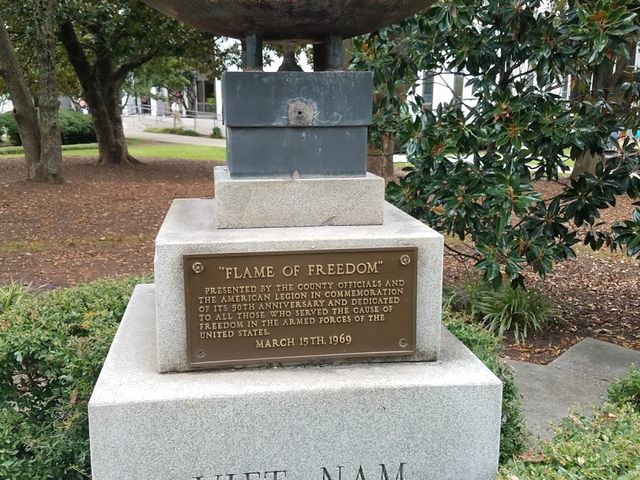 "FLAME OF FREEDOM"
PRESENTED BY THE COUNTY OFFICIALS AND
THE AMERICAN LEGION IN COMMEMORATION
OF ITS 50TH ANNIVERSARY AND DEDICATED
TO ALL THOSE WHO SERVED THE CAUSE OF
FREEDOM IN THE ARMED FORCES OF THE
UNITED STATES.
MARCH 15TH, 1969
VIET NAM